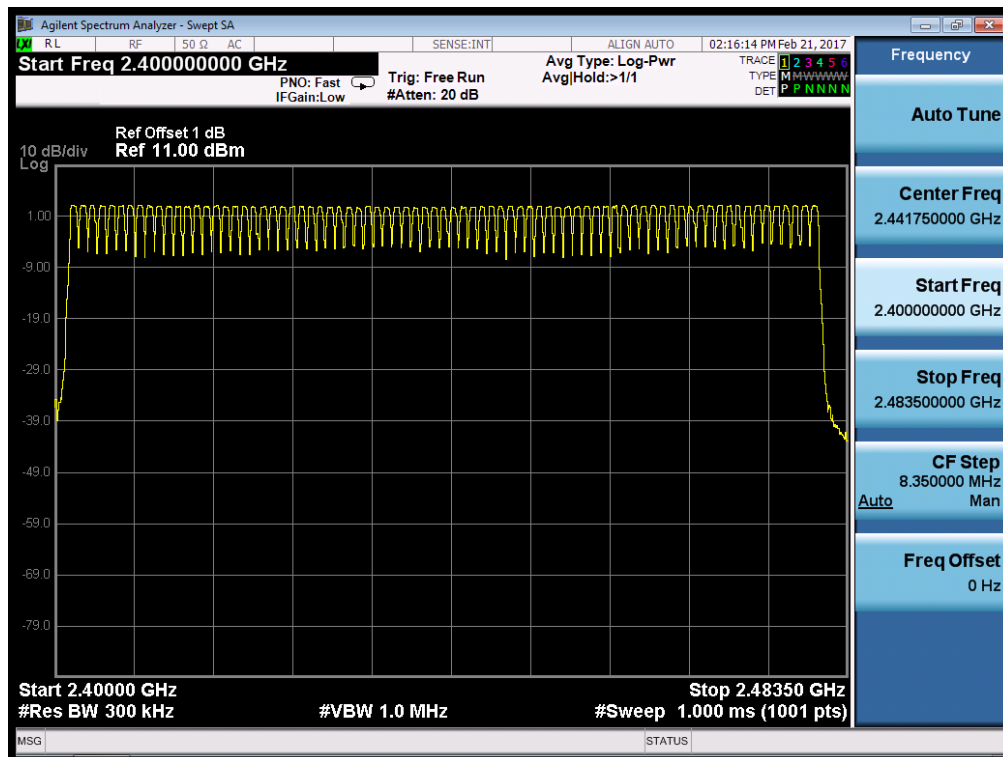 Agilent Spectrum Analyzer - Swept SA
LXI RL RF 50 Ω AC SENSE:INT ALIGN AUTO 02:16:14 PM Feb 21, 2017
Start Freq 2.400000000 GHz
PNO: Fast
IFGain:Low
Trig: Free Run
#Atten: 20 dB
Avg Type: Log-Pwr
Avg|Hold:>1/1
TRACE 1 2 3 4 5 6
TYPE M M W W W W W
DET P P N N N N
Ref Offset 1 dB
10 dB/div Ref 11.00 dBm
Log
1.00
-9.00
-19.0
-29.0
-39.0
-49.0
-59.0
-69.0
-79.0
Start 2.40000 GHz Stop 2.48350 GHz
#Res BW 300 kHz #VBW 1.0 MHz #Sweep 1.000 ms (1001 pts)
MSG STATUS
Frequency
Auto Tune
Center Freq
2.441750000 GHz
Start Freq
2.400000000 GHz
Stop Freq
2.483500000 GHz
CF Step
8.350000 MHz
Auto Man
Freq Offset
0 Hz